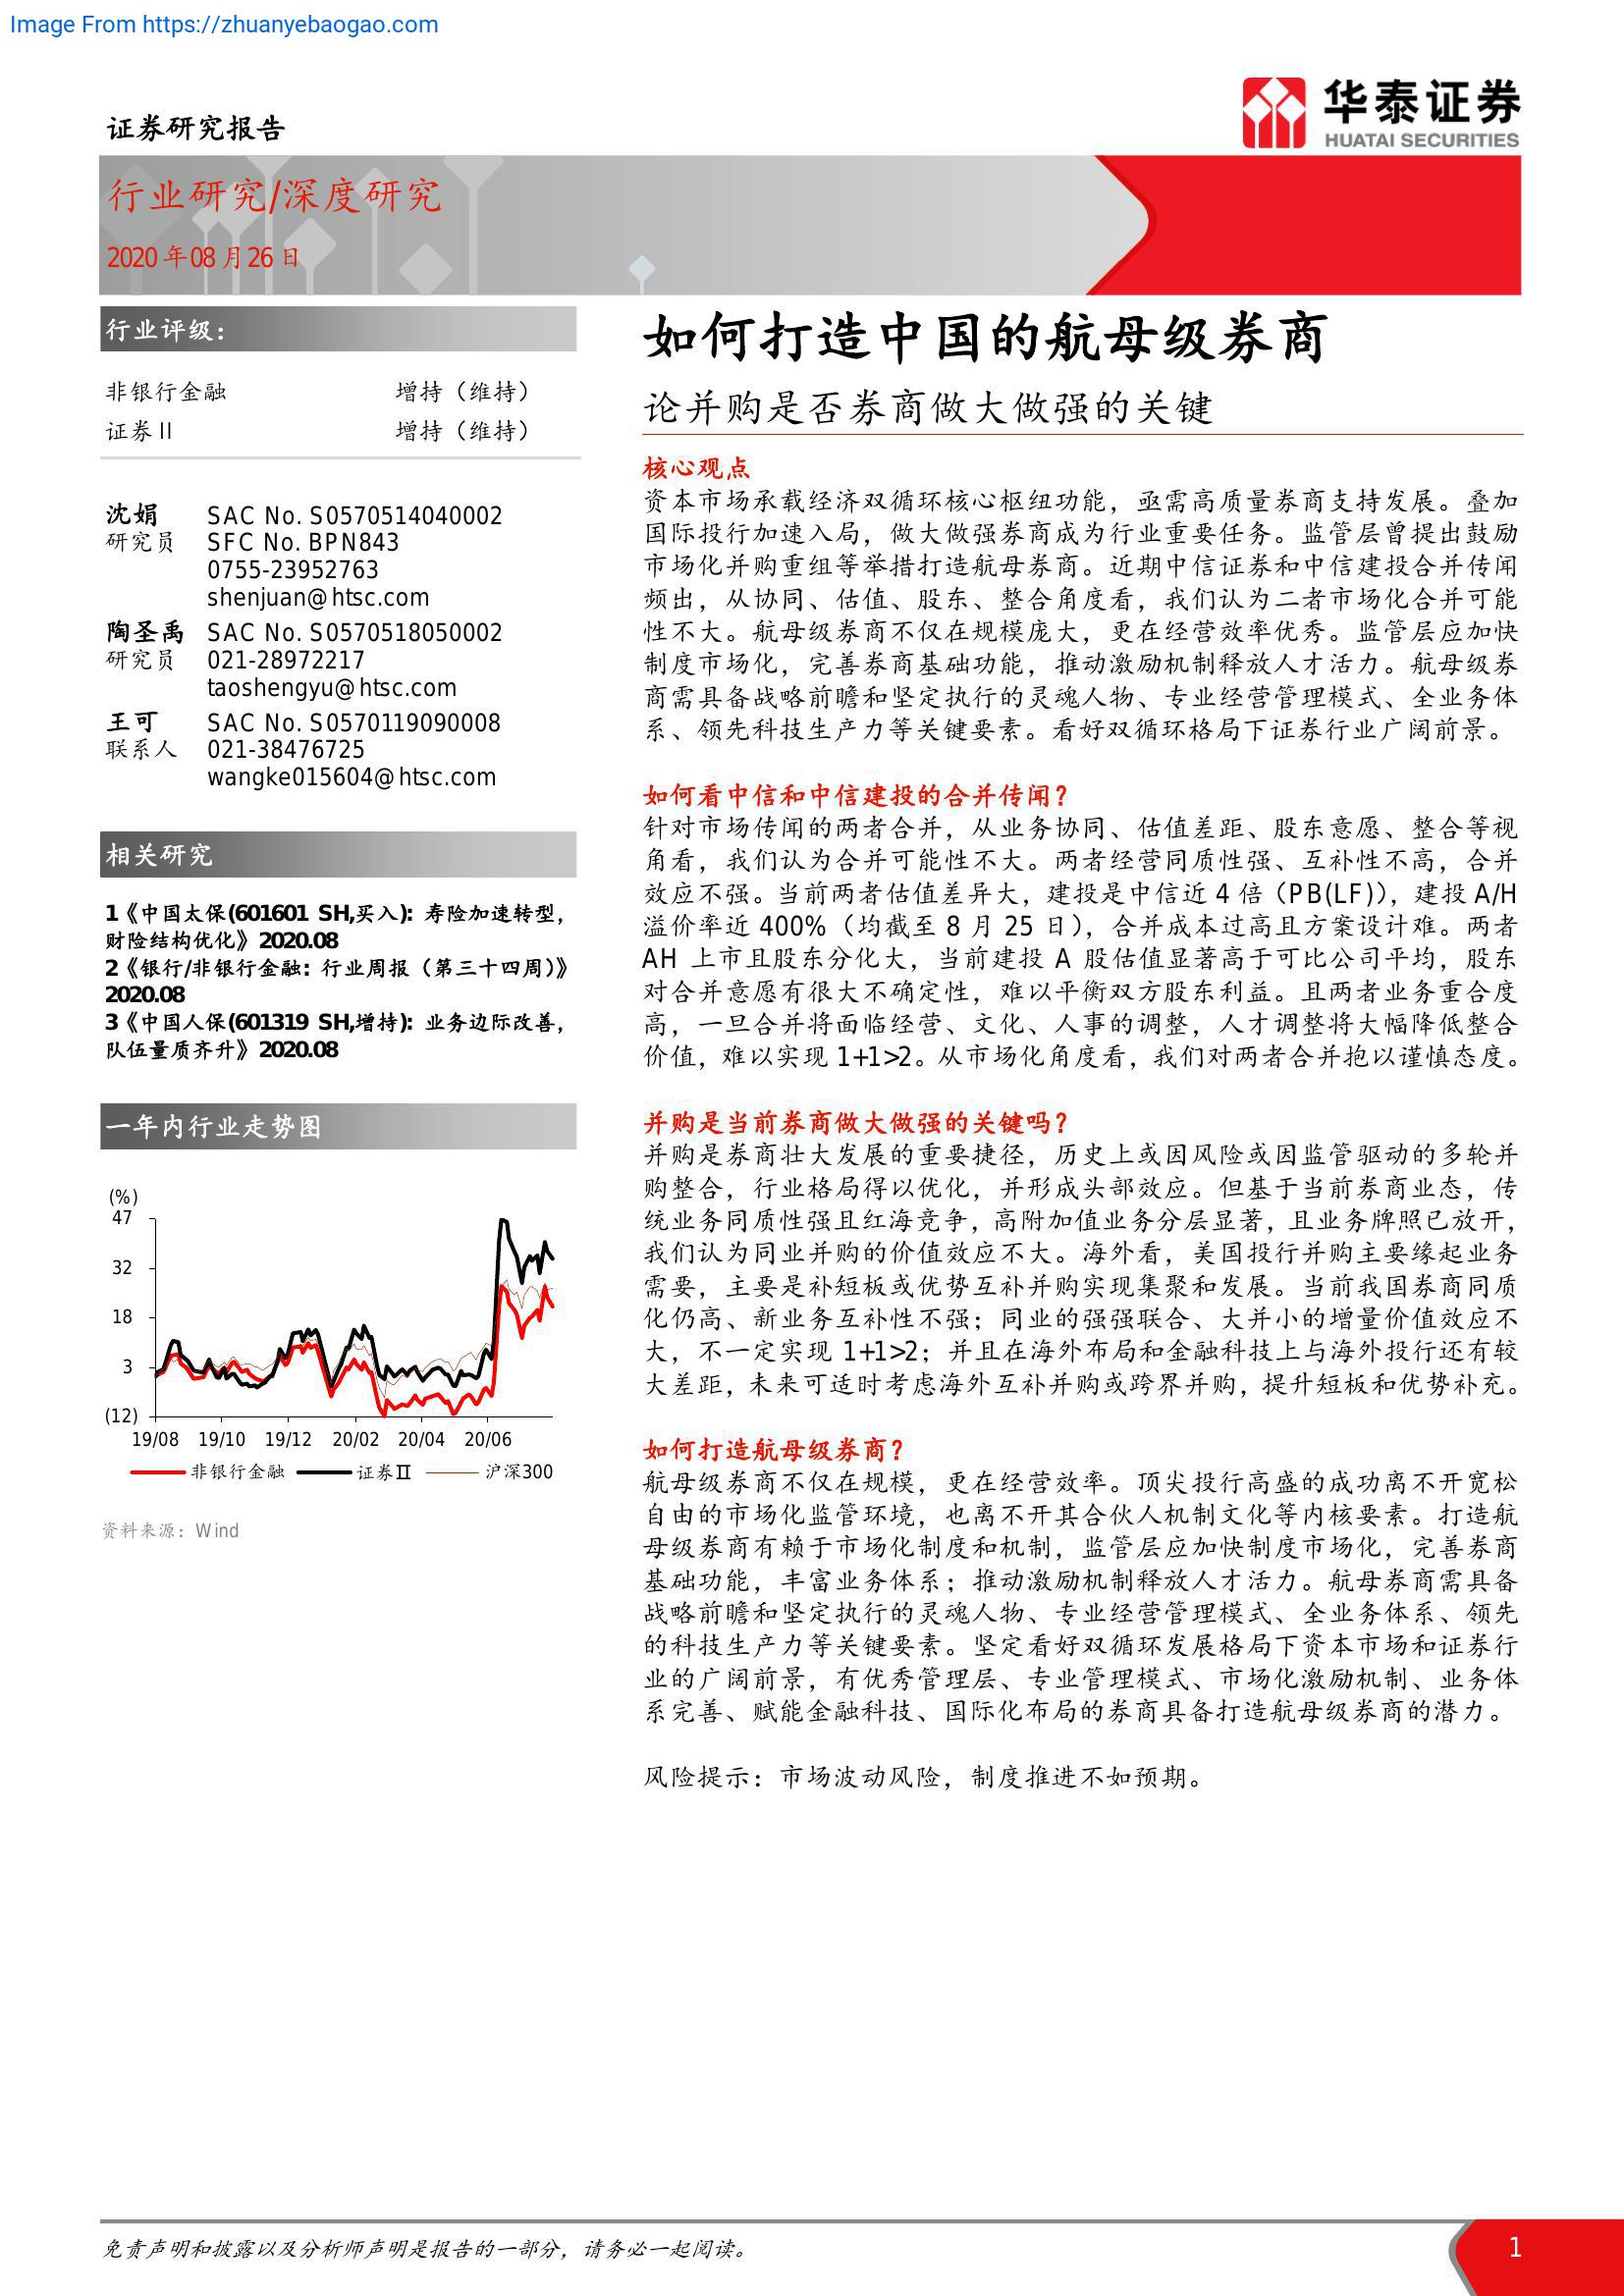 Image From https://zhuanyebaogao.com
证券研究报告
华泰证券
HUATAI SECURITIES
行业研究/深度研究
2020年08月26日
行业评级：
非银行金融 增持（维持）
证券II 增持（维持）
沈娟 SAC No. S0570514040002
研究员 SFC No. BPN843
0755-23952763
shenjuan@htsc.com
陶圣禹 SAC No. S0570518050002
研究员 021-28972217
taoshengyu@htsc.com
王可 SAC No. S0570119090008
联系人 021-38476725
wangke015604@htsc.com
相关研究
1《中国太保(601601 SH,买入): 寿险加速转型，
财险结构优化》2020.08
2《银行/非银行金融: 行业周报（第三十四周）》
2020.08
3《中国人保(601319 SH,增持): 业务边际改善，
队伍量质齐升》2020.08
一年内行业走势图
(%)
47
32
18
3
(12)
19/08 19/10 19/12 20/02 20/04 20/06
非银行金融 证券Ⅱ 沪深300
资料来源：Wind
如何打造中国的航母级券商
论并购是否券商做大做强的关键
核心观点
资本市场承载经济双循环核心枢纽功能，亟需高质量券商支持发展。叠加
国际投行加速入局，做大做强券商成为行业重要任务。监管层曾提出鼓励
市场化并购重组等举措打造航母券商。近期中信证券和中信建投合并传闻
频出，从协同、估值、股东、整合角度看，我们认为二者市场化合并可能
性不大。航母级券商不仅在规模庞大，更在经营效率优秀。监管层应加快
制度市场化，完善券商基础功能，推动激励机制释放人才活力。航母级券
商需具备战略前瞻和坚定执行的灵魂人物、专业经营管理模式、全业务体
系、领先科技生产力等关键要素。看好双循环格局下证券行业广阔前景。
如何看中信和中信建投的合并传闻？
针对市场传闻的两者合并，从业务协同、估值差距、股东意愿、整合等视
角看，我们认为合并可能性不大。两者经营同质性强、互补性不高，合并
效应不强。当前两者估值差异大，建投是中信近 4 倍（PB(LF)），建投 A/H
溢价率近 400%（均截至 8 月 25 日），合并成本过高且方案设计难。两者
AH 上市且股东分化大，当前建投 A 股估值显著高于可比公司平均，股东
对合并意愿有很大不确定性，难以平衡双方股东利益。且两者业务重合度
高，一旦合并将面临经营、文化、人事的调整，人才调整将大幅降低整合
价值，难以实现 1+1>2。从市场化角度看，我们对两者合并抱以谨慎态度。
并购是当前券商做大做强的关键吗？
并购是券商壮大发展的重要捷径，历史上或因风险或因监管驱动的多轮并
购整合，行业格局得以优化，并形成头部效应。但基于当前券商业态，传
统业务同质性强且红海竞争，高附加值业务分层显著，且业务牌照已放开，
我们认为同业并购的价值效应不大。海外看，美国投行并购主要缘起业务
需要，主要是补短板或优势互补并购实现集聚和发展。当前我国券商同质
化仍高、新业务互补性不强；同业的强强联合、大并小的增量价值效应不
大，不一定实现 1+1>2；并且在海外布局和金融科技上与海外投行还有较
大差距，未来可适时考虑海外互补并购或跨界并购，提升短板和优势补充。
如何打造航母级券商？
航母级券商不仅在规模，更在经营效率。顶尖投行高盛的成功离不开宽松
自由的市场化监管环境，也离不开其合伙人机制文化等内核要素。打造航
母级券商有赖于市场化制度和机制，监管层应加快制度市场化，完善券商
基础功能，丰富业务体系；推动激励机制释放人才活力。航母券商需具备
战略前瞻和坚定执行的灵魂人物、专业经营管理模式、全业务体系、领先
的科技生产力等关键要素。坚定看好双循环发展格局下资本市场和证券行
业的广阔前景，有优秀管理层、专业管理模式、市场化激励机制、业务体
系完善、赋能金融科技、国际化布局的券商具备打造航母级券商的潜力。
风险提示：市场波动风险，制度推进不如预期。
免责声明和披露以及分析师声明是报告的一部分，请务必一起阅读。
1